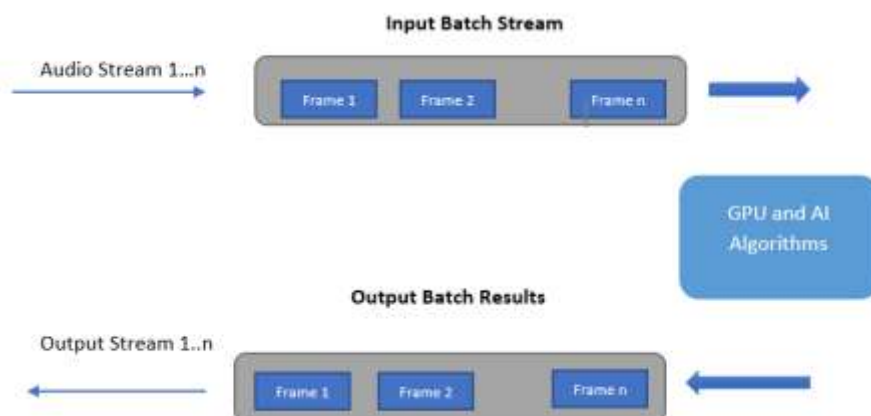 Input Batch Stream
Audio Stream 1...n
Frame 1
Frame 2
Frame n
GPU and AI
Algorithms
Output Batch Results
Output Stream 1..n
Frame 1
Frame 2
Frame n